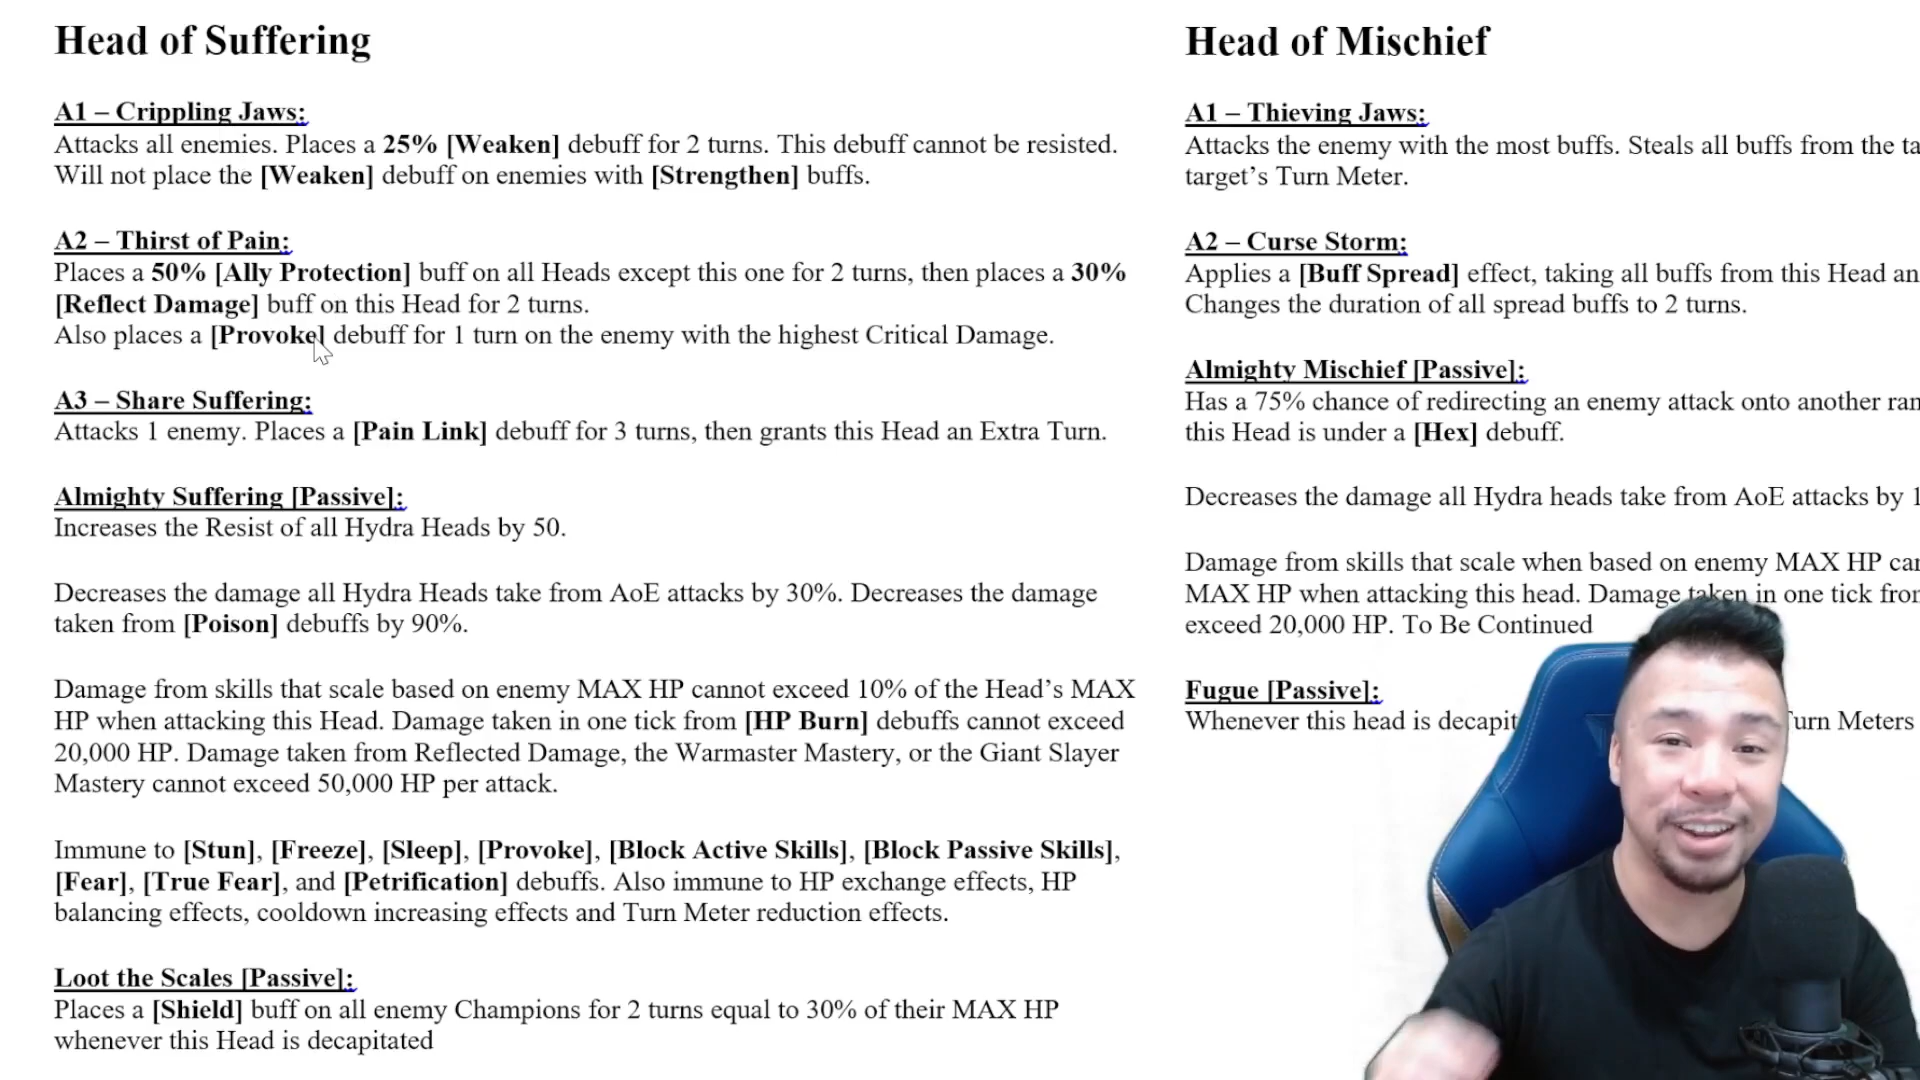 Head of Suffering
A1 – Crippling Jaws:
Attacks all enemies. Places a 25% [Weaken] debuff for 2 turns. This debuff cannot be resisted.
Will not place the [Weaken] debuff on enemies with [Strengthen] buffs.
A2 – Thirst of Pain:
Places a 50% [Ally Protection] buff on all Heads except this one for 2 turns, then places a 30%
[Reflect Damage] buff on this Head for 2 turns.
Also places a [Provoke] debuff for 1 turn on the enemy with the highest Critical Damage.
A3 – Share Suffering:
Attacks 1 enemy. Places a [Pain Link] debuff for 3 turns, then grants this Head an Extra Turn.
Almighty Suffering [Passive]:
Increases the Resist of all Hydra Heads by 50.
Decreases the damage all Hydra Heads take from AoE attacks by 30%. Decreases the damage
taken from [Poison] debuffs by 90%.
Damage from skills that scale based on enemy MAX HP cannot exceed 10% of the Head’s MAX
HP when attacking this Head. Damage taken in one tick from [HP Burn] debuffs cannot exceed
20,000 HP. Damage taken from Reflected Damage, the Warmaster Mastery, or the Giant Slayer
Mastery cannot exceed 50,000 HP per attack.
Immune to [Stun], [Freeze], [Sleep], [Provoke], [Block Active Skills], [Block Passive Skills],
[Fear], [True Fear], and [Petrification] debuffs. Also immune to HP exchange effects, HP
balancing effects, cooldown increasing effects and Turn Meter reduction effects.
Loot the Scales [Passive]:
Places a [Shield] buff on all enemy Champions for 2 turns equal to 30% of their MAX HP
whenever this Head is decapitated
Head of Mischief
A1 – Thieving Jaws:
Attacks the enemy with the most buffs. Steals all buffs from the
target’s Turn Meter.
A2 – Curse Storm:
Applies a [Buff Spread] effect, taking all buffs from this Head
Changes the duration of all spread buffs to 2 turns.
Almighty Mischief [Passive]:
Has a 75% chance of redirecting an enemy attack onto another
this Head is under a [Hex] debuff.
Decreases the damage all Hydra heads take from AoE attacks by
Damage from skills that scale when based on enemy MAX HP
MAX HP when attacking this head. Damage taken in one tick
exceed 20,000 HP. To Be Continued
Fugue [Passive]:
Whenever this head is Turn Meters